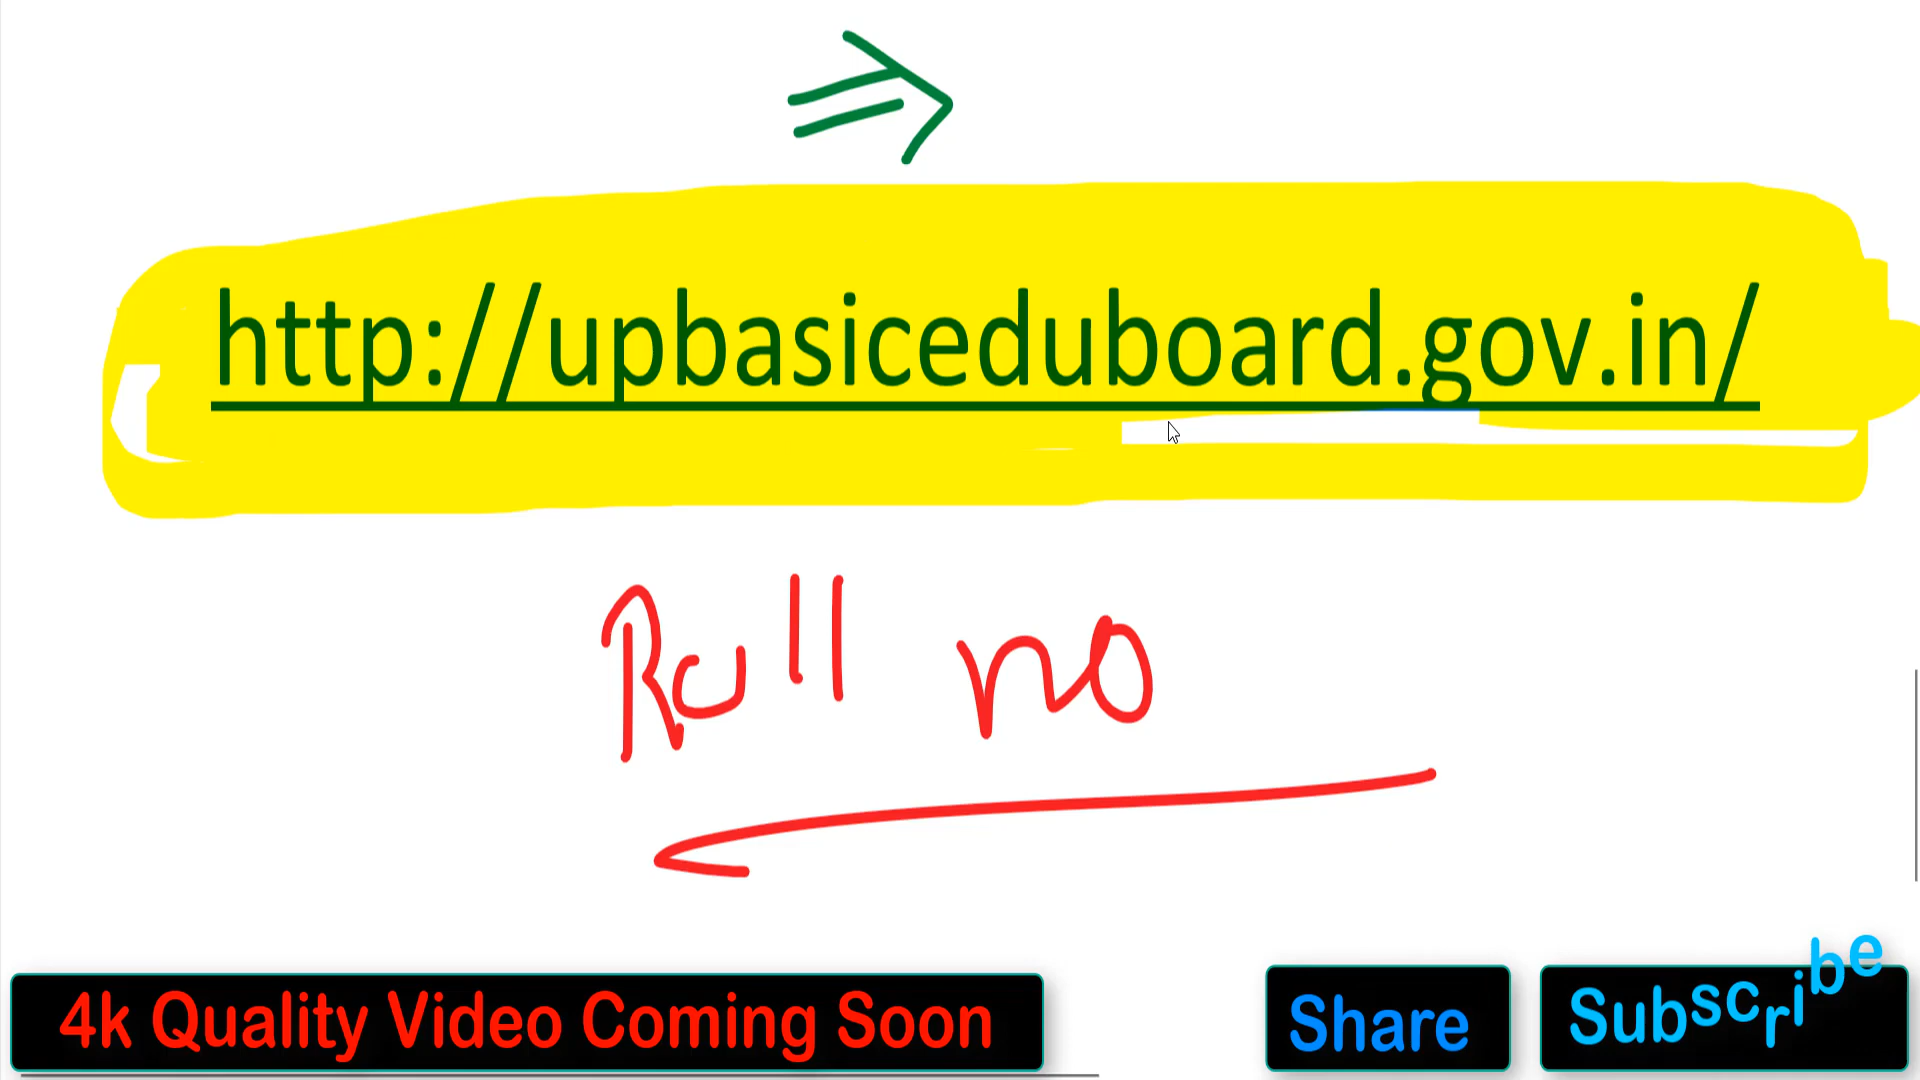 http://upbasiceduboard.gov.in/
Roll no
4k Quality Video Coming Soon
Share
Subscribe